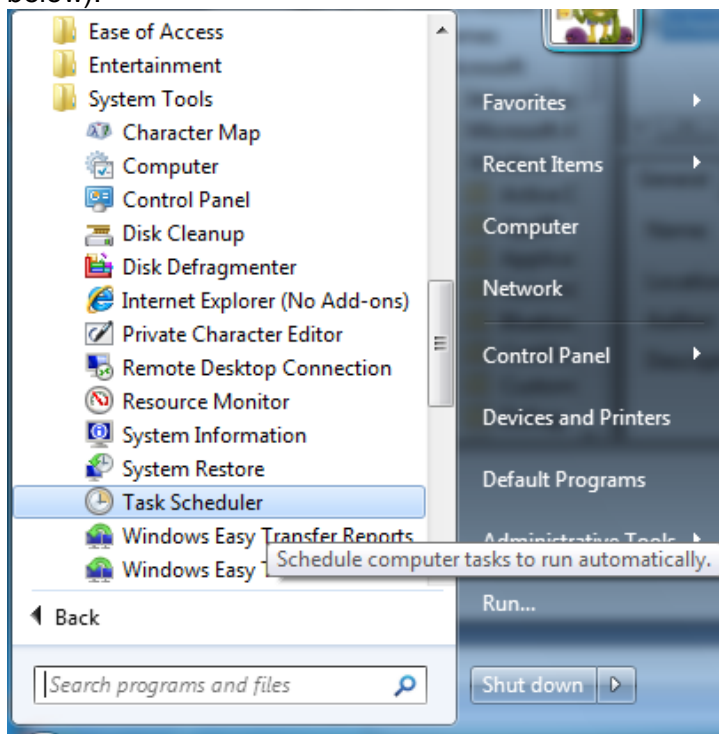 below).
Ease of Access
Entertainment
System Tools
Character Map
Computer
Control Panel
Disk Cleanup
Disk Defragmenter
Internet Explorer (No Add-ons)
Private Character Editor
Remote Desktop Connection
Resource Monitor
System Information
System Restore
Task Scheduler
Windows Easy Transfer Reports
Windows Easy T
Schedule computer tasks to run automatically.
Back
Search programs and files
Favorites
Recent Items
Computer
Network
Control Panel
Devices and Printers
Default Programs
Administrative Tools
Run...
Shut down